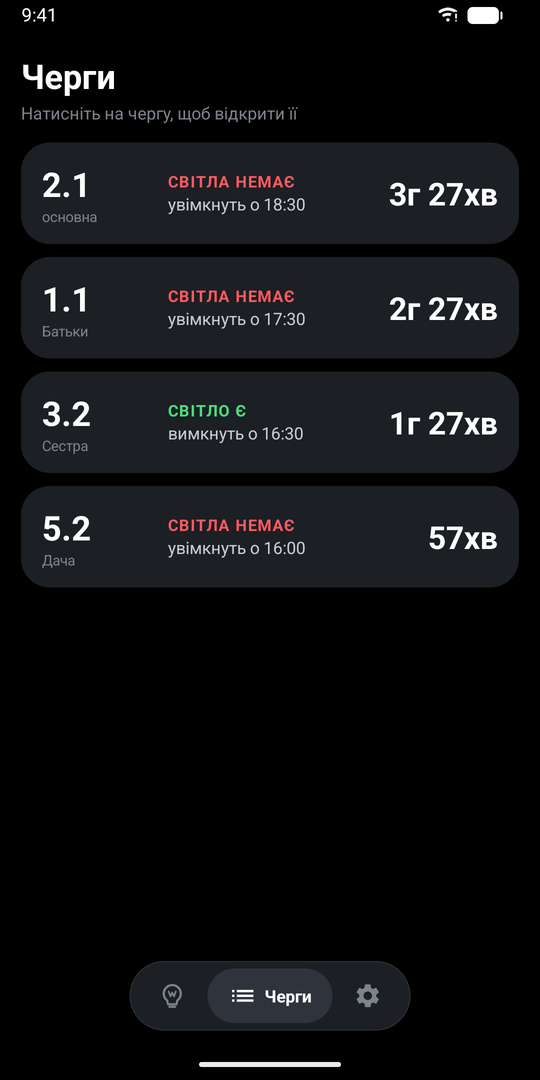 9:41
Черги
Натисніть на чергу, щоб відкрити її
2.1
основна
СВІТЛА НЕМАЄ
увімкнуть о 18:30
3г 27хв
1.1
Батьки
СВІТЛА НЕМАЄ
увімкнуть о 17:30
2г 27хв
3.2
Сестра
СВІТЛО Є
вимкнуть о 16:30
1г 27хв
5.2
Дача
СВІТЛА НЕМАЄ
увімкнуть о 16:00
57хв
Черги